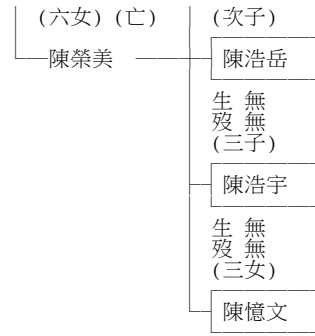 (六女)(亡) (次子)
陳榮美 陳浩岳
生 無
歿 無
(三子)
陳浩宇
生 無
歿 無
(三女)
陳憶文